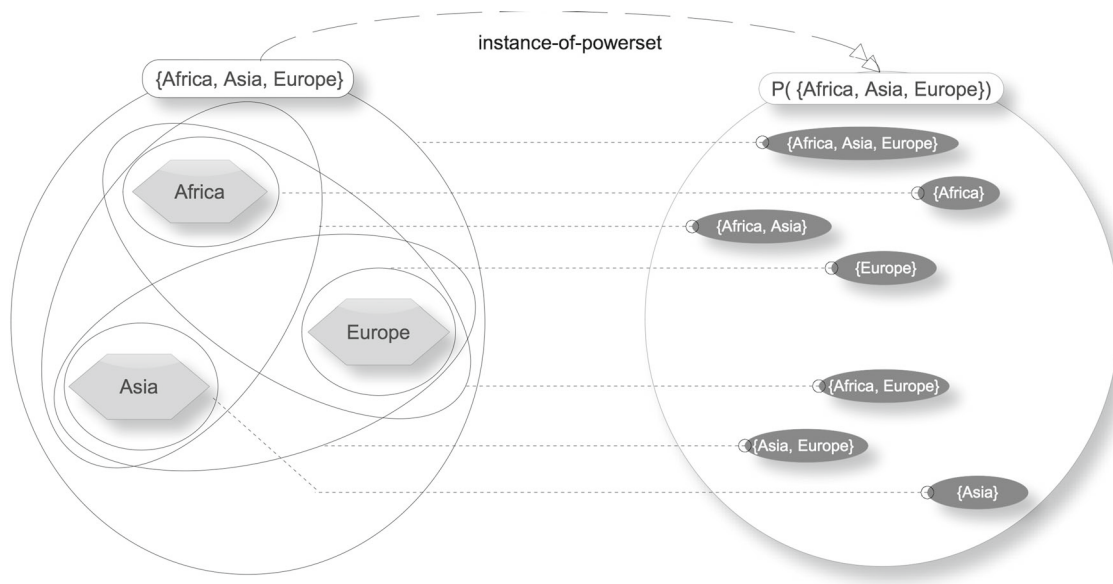 instance-of-powerset
{Africa, Asia, Europe}
P( {Africa, Asia, Europe})
{Africa, Asia, Europe}
Africa
{Africa}
{Africa, Asia}
{Europe}
Europe
Asia
{Africa, Europe}
{Asia, Europe}
{Asia}